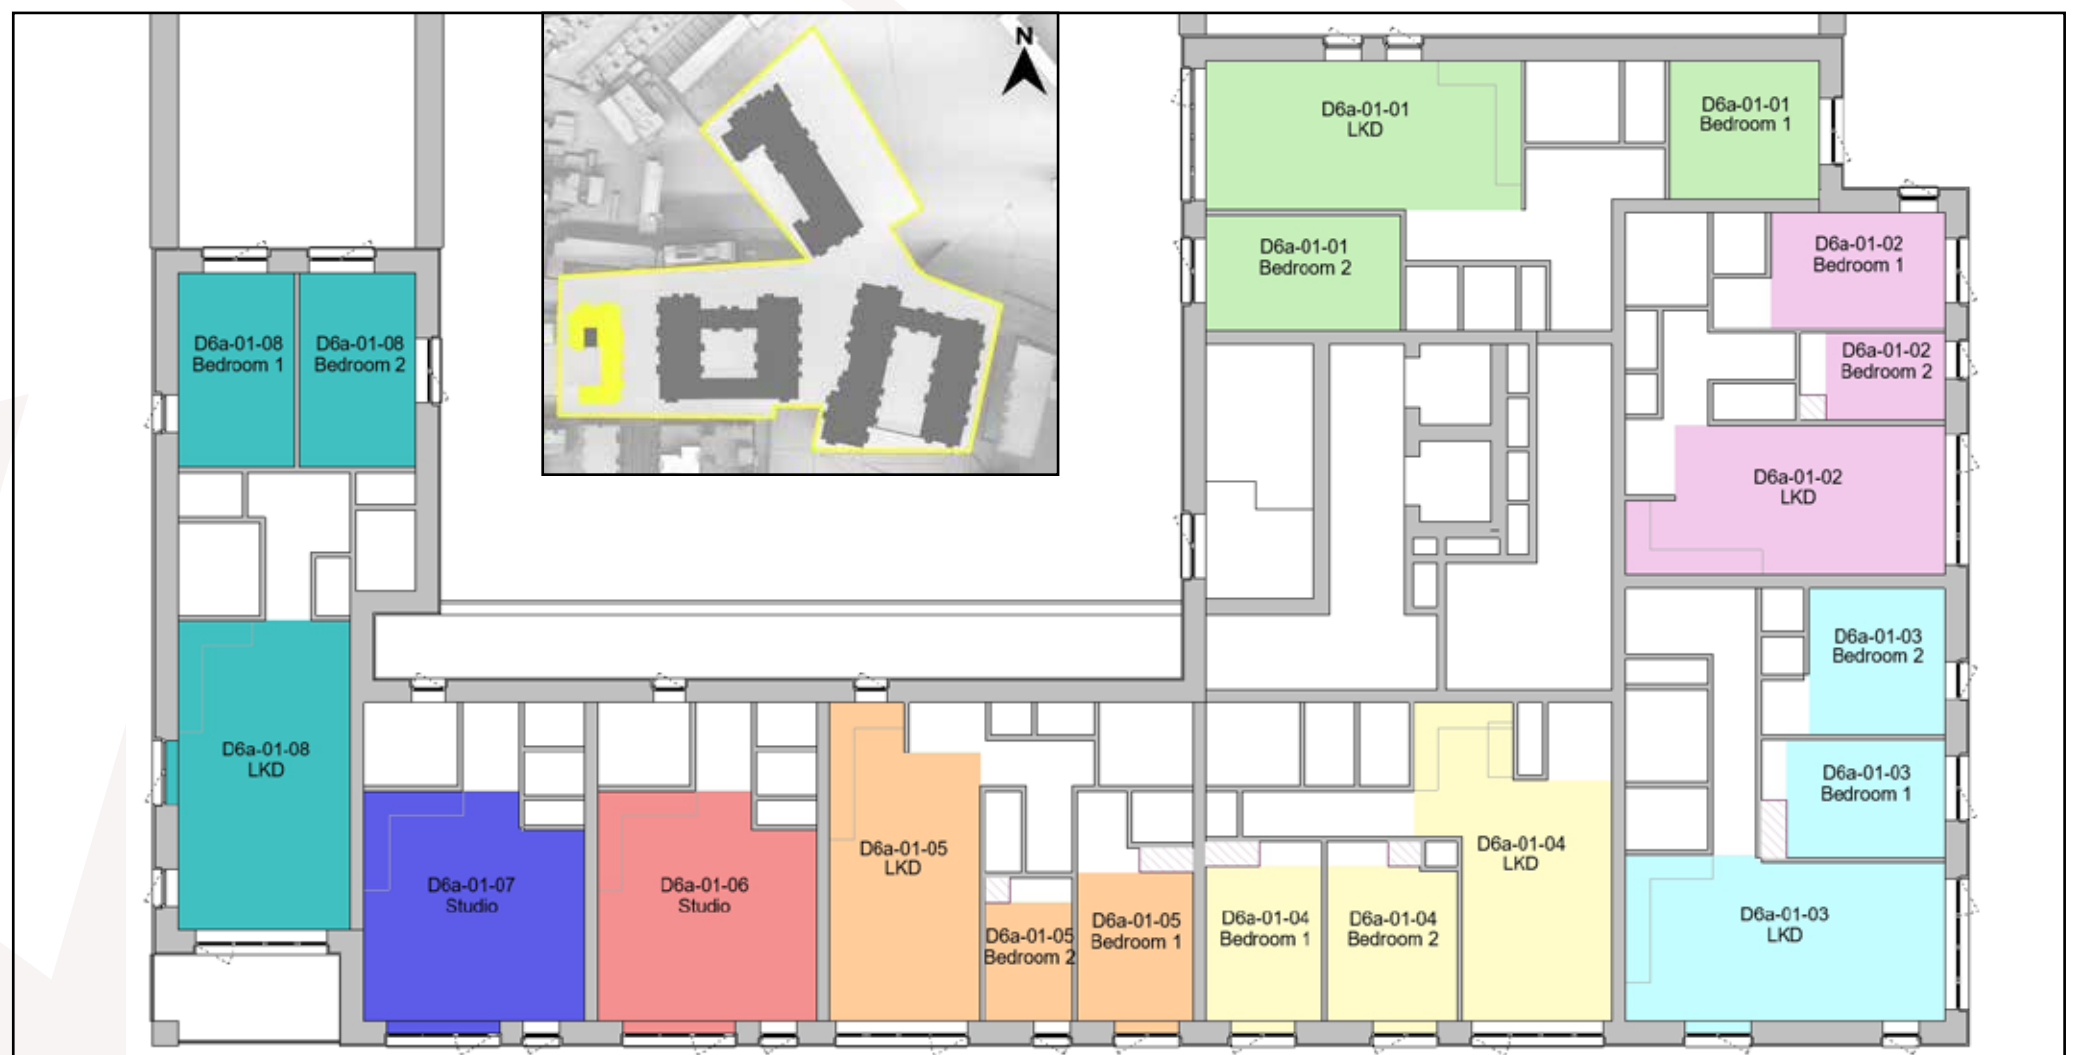 N
D6a-01-01
LKD
D6a-01-01
Bedroom 1
D6a-01-01
Bedroom 2
D6a-01-02
Bedroom 1
D6a-01-02
Bedroom 2
D6a-01-02
LKD
D6a-01-08
Bedroom 1
D6a-01-08
Bedroom 2
D6a-01-08
LKD
D6a-01-03
Bedroom 2
D6a-01-03
Bedroom 1
D6a-01-03
LKD
D6a-01-07
Studio
D6a-01-06
Studio
D6a-01-05
LKD
D6a-01-05
Bedroom 2
D6a-01-05
Bedroom 1
D6a-01-04
Bedroom 1
D6a-01-04
Bedroom 2
D6a-01-04
LKD